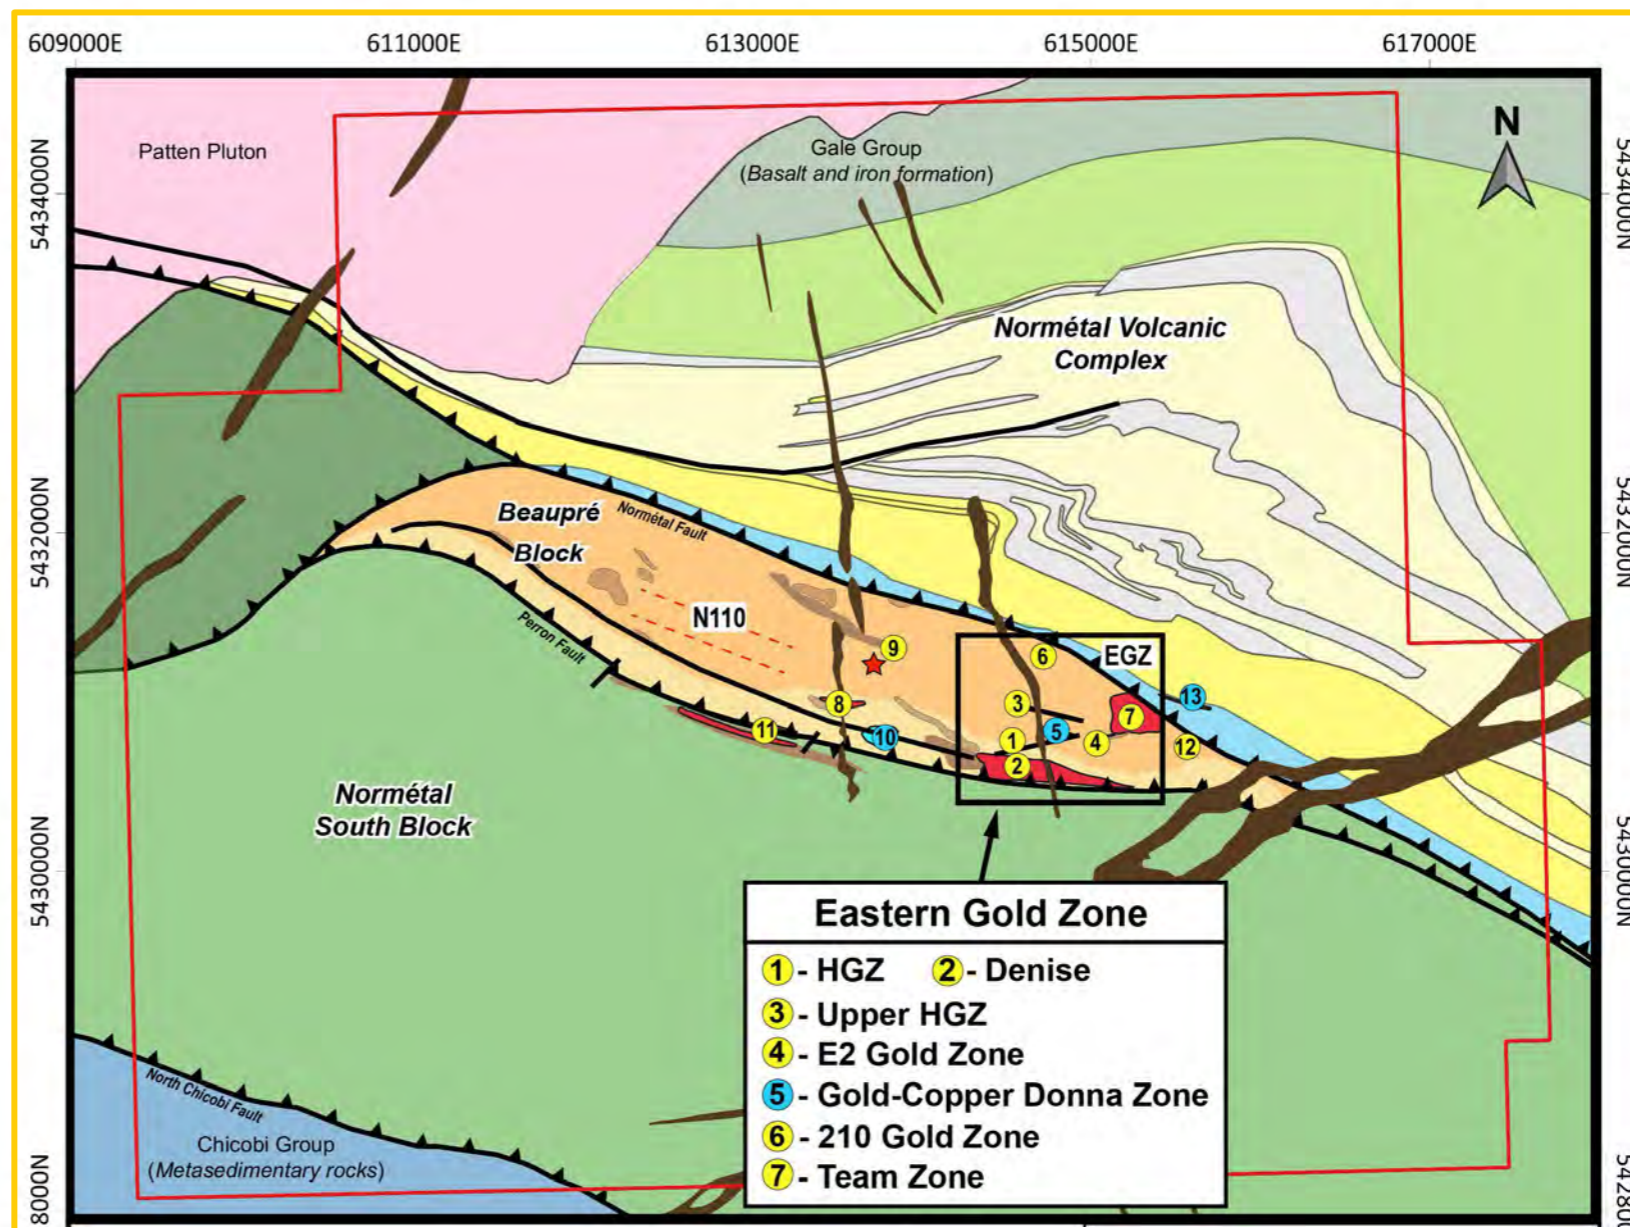 609000E 611000E 613000E 615000E 617000E
5434000N
5434000N
Patten Pluton
Gale Group
(Basalt and iron formation)
N
Normétal Volcanic
Complex
5432000N
5432000N
Beaupré
Block
Normétal Fault
N110
Perron Fault
9
6
EGZ
13
8
3
7
11
10
5
1
4
12
2
Normétal
South Block
5430000N
5430000N
Eastern Gold Zone
1 - HGZ 2 - Denise
3 - Upper HGZ
4 - E2 Gold Zone
5 - Gold-Copper Donna Zone
6 - 210 Gold Zone
7 - Team Zone
North Chicobi Fault
Chicobi Group
(Metasedimentary rocks)
8000N
542800